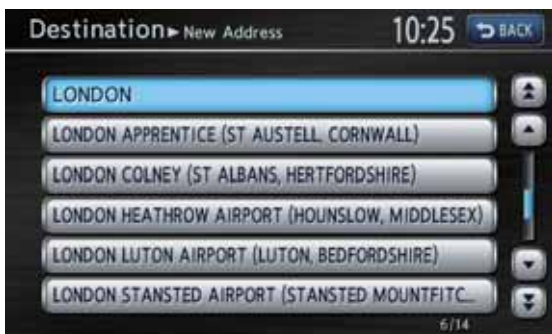 Destination ▸ New Address 10:25 BACK
LONDON
LONDON APPRENTICE (ST AUSTELL, CORNWALL)
LONDON COLNEY (ST ALBANS, HERTFORDSHIRE)
LONDON HEATHROW AIRPORT (HOUNSLOW, MIDDLESEX)
LONDON LUTON AIRPORT (LUTON, BEDFORDSHIRE)
LONDON STANSTED AIRPORT (STANSTED MOUNTFITC...
6/14